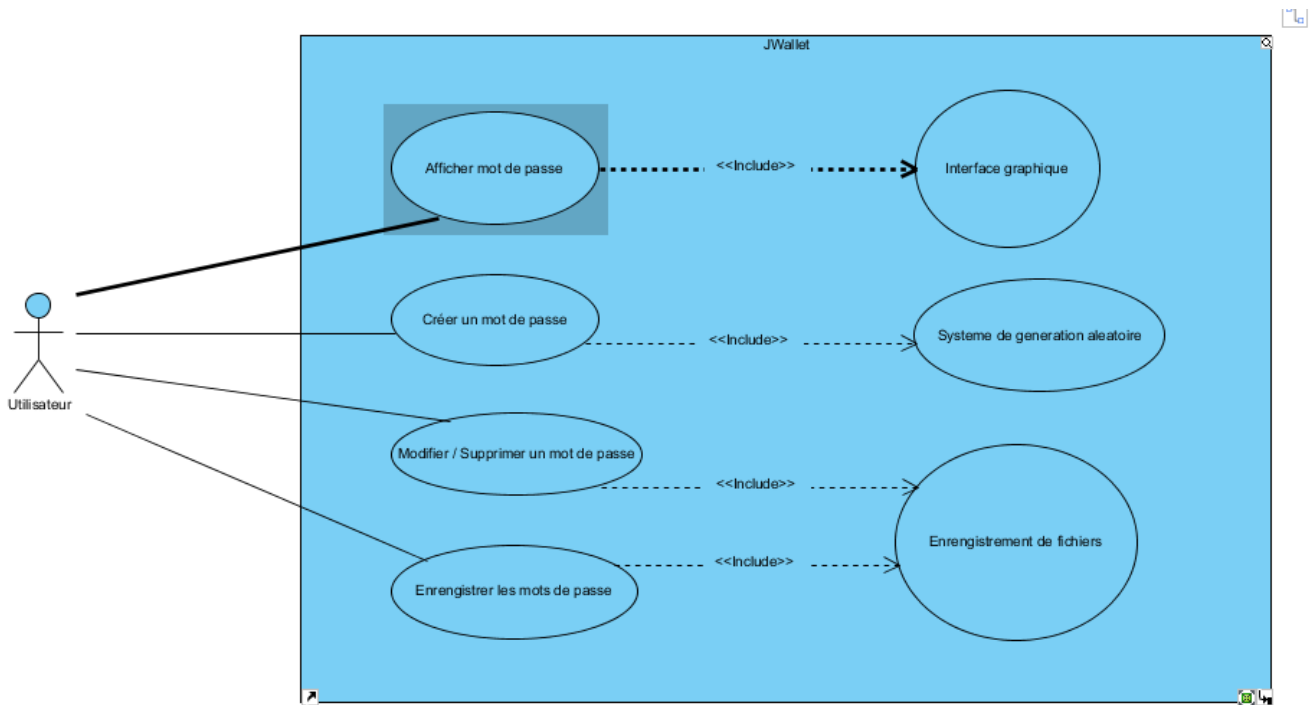 JWallet
Afficher mot de passe
<<Include>>
Interface graphique
Créer un mot de passe
<<Include>>
Systeme de generation aleatoire
Utilisateur
Modifier / Supprimer un mot de passe
<<Include>>
Enrengistrement de fichiers
<<Include>>
Enrengistrer les mots de passe